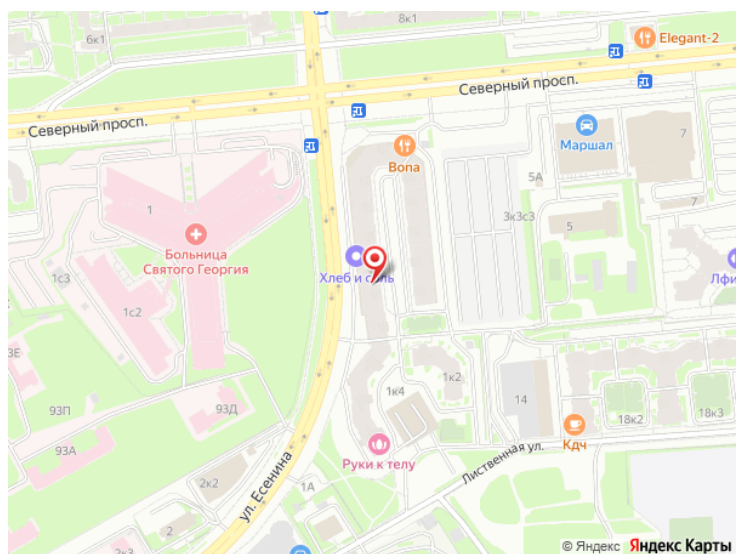 6к1
8к1
Elegant-2
Северный просп.
Северный просп.
Маршал
7
Bona
5А
1
3к3с3
7
5
Больница
Святого Георгия
Хлеб и соль
1с3
Лфи
1с2
93Е
1к2
1к4
93П
93Д
14
18к2
18к3
93А
Кдч
Руки к телу
Лиственная ул.
2к2
1А
ул. Есенина
2
2к3
© Яндекс Яндекс Карты